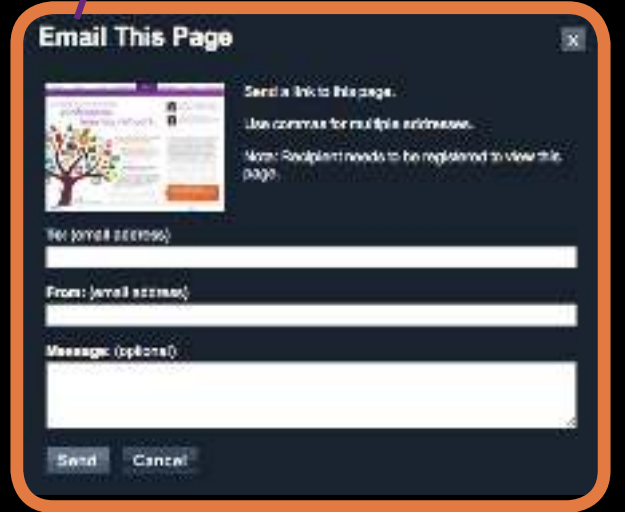 Email This Page
x
Send a link to this page.
Use commas for multiple addresses.
Note: Recipient needs to be registered to view this
page.
To: (email address)
From: (email address)
Message: (optional)
Send Cancel